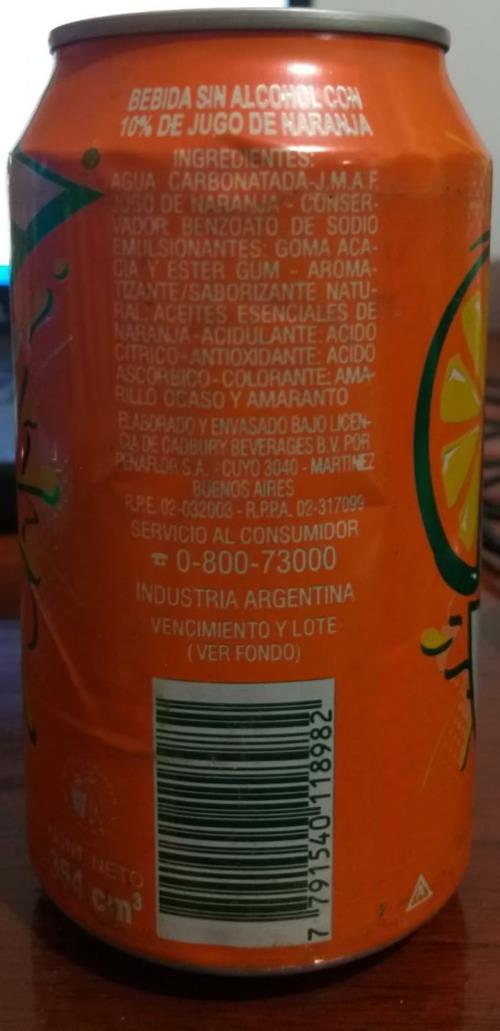 BEBIDA SIN ALCOHOL CON
10% DE JUGO DE NARANJA
INGREDIENTES:
AGUA CARBONATADA-J.M.A.F.
JUGO DE NARANJA - CONSER-
VADOR: BENZOATO DE SODIO
EMULSIONANTES: GOMA ACA-
CIA Y ESTER GUM - AROMA-
TIZANTE/SABORIZANTE NATU-
RAL: ACEITES ESENCIALES DE
NARANJA-ACIDULANTE: ACIDO
CITRICO-ANTIOXIDANTE: ACIDO
ASCORBICO-COLORANTE: AMA-
RILLO OCASO Y AMARANTO
ELABORADO Y ENVASADO BAJO LICEN-
CIA DE CADBURY BEVERAGES B.V. POR
PEÑAFLOR S.A. - CUYO 3040 - MARTINEZ
BUENOS AIRES
R.P.E. 02-032003 - R.P.P.A. 02-317099
SERVICIO AL CONSUMIDOR
☎ 0-800-73000
INDUSTRIA ARGENTINA
VENCIMIENTO Y LOTE
(VER FONDO)
7 791540 118982
CONT. NETO
354 cm³